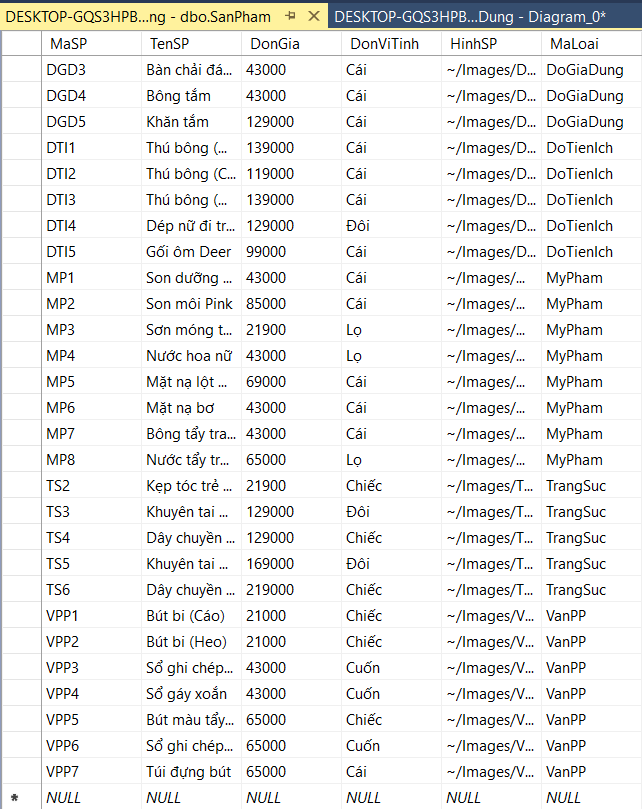 DESKTOP-GQS3HPB...ng - dbo.SanPham DESKTOP-GQS3HPB...Dung - Diagram_0*
MaSP TenSP DonGia DonViTinh HinhSP MaLoai
DGD3 Bàn chải đá... 43000 Cái ~/Images/D... DoGiaDung
DGD4 Bông tắm 43000 Cái ~/Images/D... DoGiaDung
DGD5 Khăn tắm 129000 Cái ~/Images/D... DoGiaDung
DTI1 Thú bông (... 139000 Cái ~/Images/D... DoTienIch
DTI2 Thú bông (C... 119000 Cái ~/Images/D... DoTienIch
DTI3 Thú bông (... 139000 Cái ~/Images/D... DoTienIch
DTI4 Dép nữ đi tr... 129000 Đôi ~/Images/D... DoTienIch
DTI5 Gối ôm Deer 99000 Cái ~/Images/D... DoTienIch
MP1 Son dưỡng ... 43000 Cái ~/Images/... MyPham
MP2 Son môi Pink 85000 Cái ~/Images/... MyPham
MP3 Sơn móng t... 21900 Lọ ~/Images/... MyPham
MP4 Nước hoa nữ 43000 Lọ ~/Images/... MyPham
MP5 Mặt nạ lột ... 69000 Cái ~/Images/... MyPham
MP6 Mặt nạ bơ 43000 Cái ~/Images/... MyPham
MP7 Bông tẩy tra... 43000 Cái ~/Images/... MyPham
MP8 Nước tẩy tr... 65000 Lọ ~/Images/... MyPham
TS2 Kẹp tóc trẻ ... 21900 Chiếc ~/Images/T... TrangSuc
TS3 Khuyên tai ... 129000 Đôi ~/Images/T... TrangSuc
TS4 Dây chuyền ... 129000 Chiếc ~/Images/T... TrangSuc
TS5 Khuyên tai ... 169000 Đôi ~/Images/T... TrangSuc
TS6 Dây chuyền ... 219000 Chiếc ~/Images/T... TrangSuc
VPP1 Bút bi (Cáo) 21000 Chiếc ~/Images/V... VanPP
VPP2 Bút bi (Heo) 21000 Chiếc ~/Images/V... VanPP
VPP3 Sổ ghi chép... 43000 Cuốn ~/Images/V... VanPP
VPP4 Sổ gáy xoắn 43000 Cuốn ~/Images/V... VanPP
VPP5 Bút màu tẩy... 65000 Chiếc ~/Images/V... VanPP
VPP6 Sổ ghi chép... 65000 Cuốn ~/Images/V... VanPP
VPP7 Túi đựng bút 65000 Cái ~/Images/V... VanPP
* NULL NULL NULL NULL NULL NULL